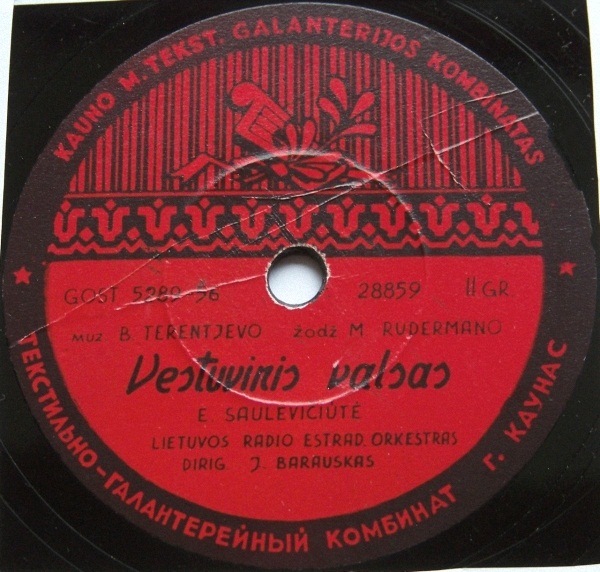 KAUNO M. TEKST. GALANTERIJOS KOMBINATAS
GOST 5289-56 28859 II GR.
MUZ B. TERENTJEVO ŽODŽ M. RUDERMANO
Vestuvinis valsas
E. SAULEVIČIŪTĖ
LIETUVOS RADIO ESTRAD. ORKESTRAS
DIRIG. J. BARAUSKAS
ТЕКСТИЛЬНО-ГАЛАНТЕРЕЙНЫЙ КОМБИНАТ Г. КАУНАС